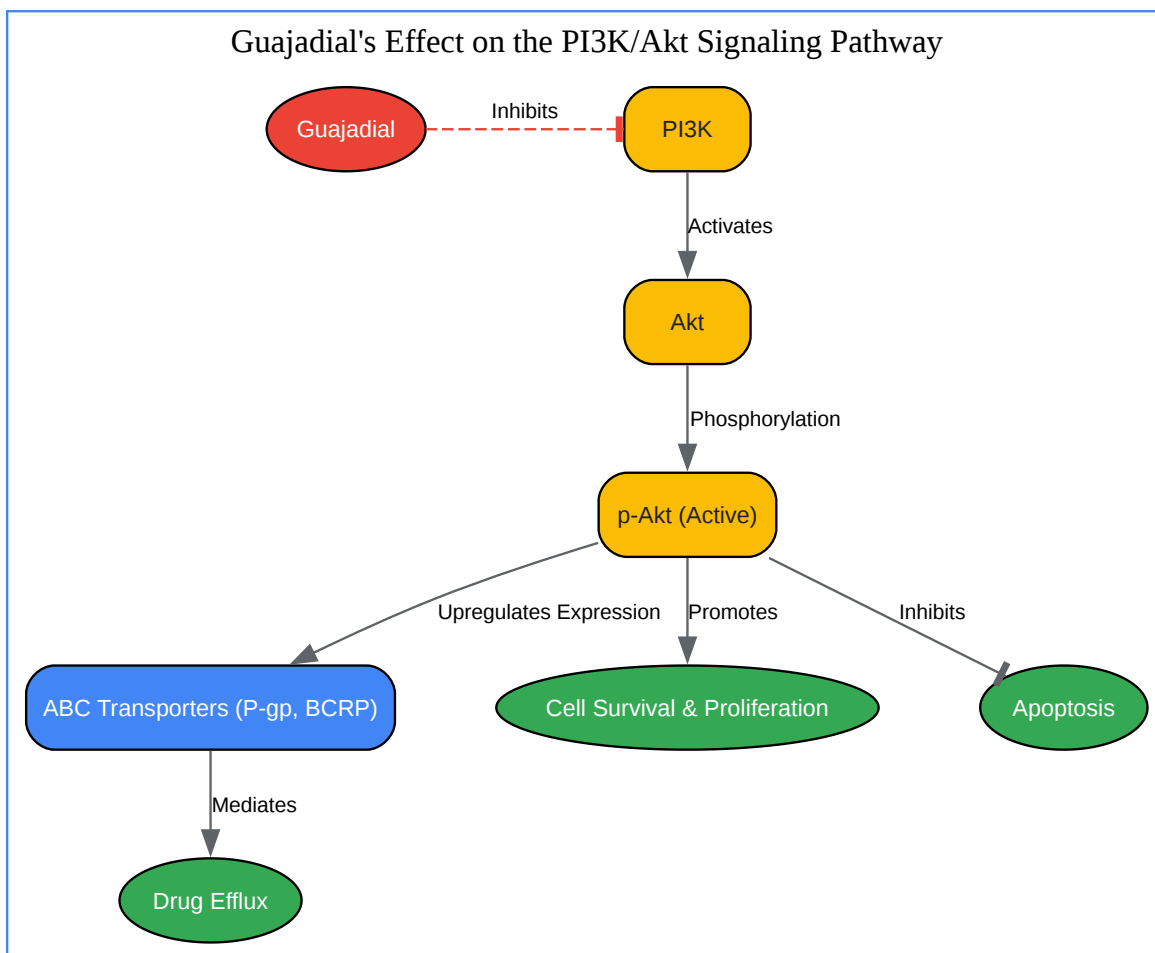 Guajadial's Effect on the PI3K/Akt Signaling Pathway
Guajadial
Inhibits
PI3K
Activates
Akt
Phosphorylation
p-Akt (Active)
Upregulates Expression
Promotes
Inhibits
ABC Transporters (P-gp, BCRP)
Cell Survival & Proliferation
Apoptosis
Mediates
Drug Efflux